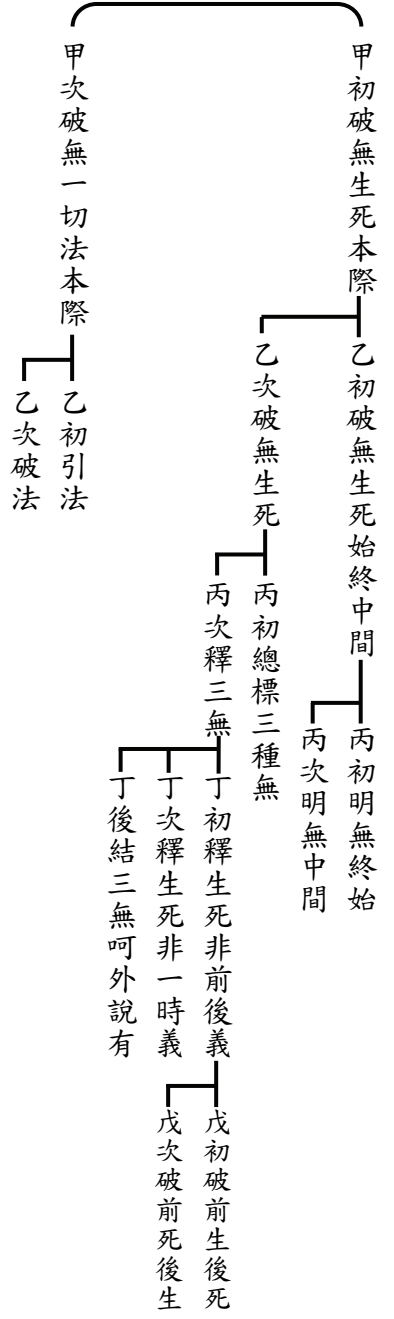 甲初破無生死本際
乙初破無生死始終中間
丙初明無終始
丙次明無中間
乙次破無生死
丙初總標三種無
丙次釋三無
丁初釋生死非前後義
戊初破前生後死
戊次破前死後生
丁次釋生死非一時義
丁後結三無呵外說有
甲次破無一切法本際
乙初引法
乙次破法